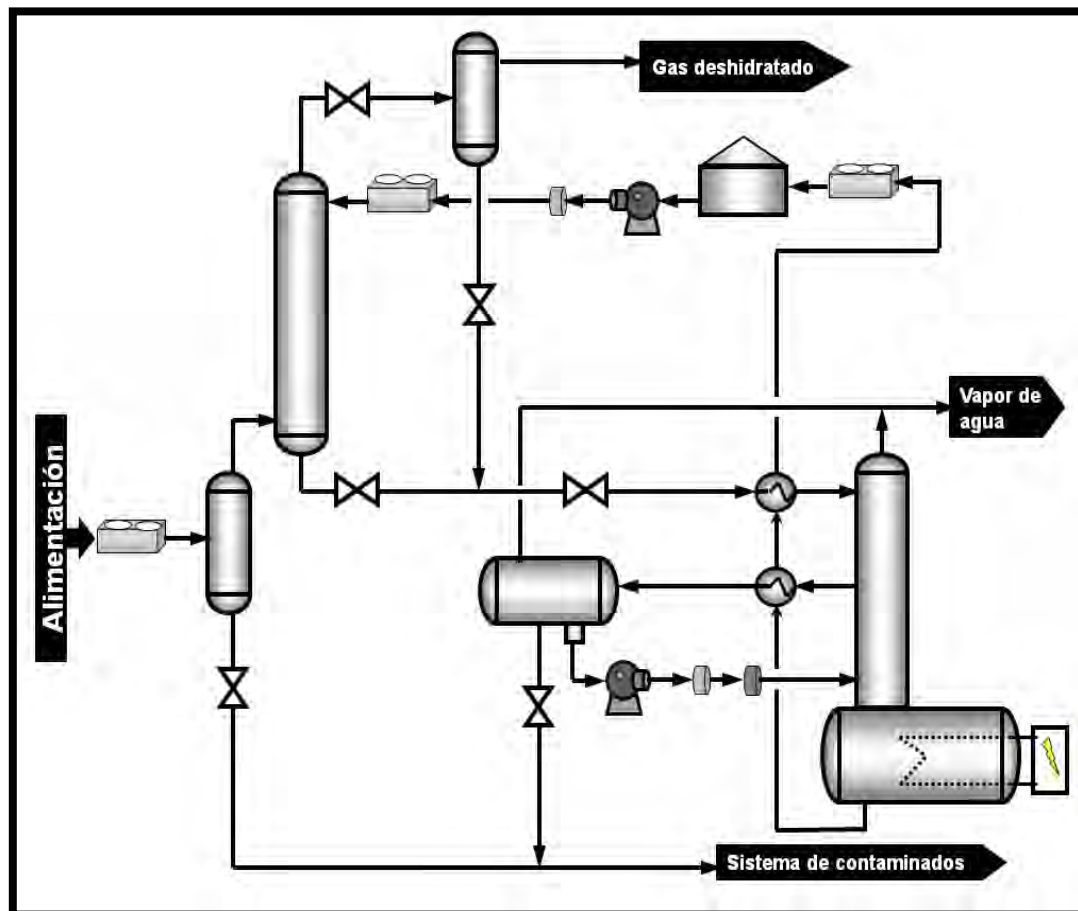 Gas deshidratado
Vapor de
agua
Alimentación
Sistema de contaminados